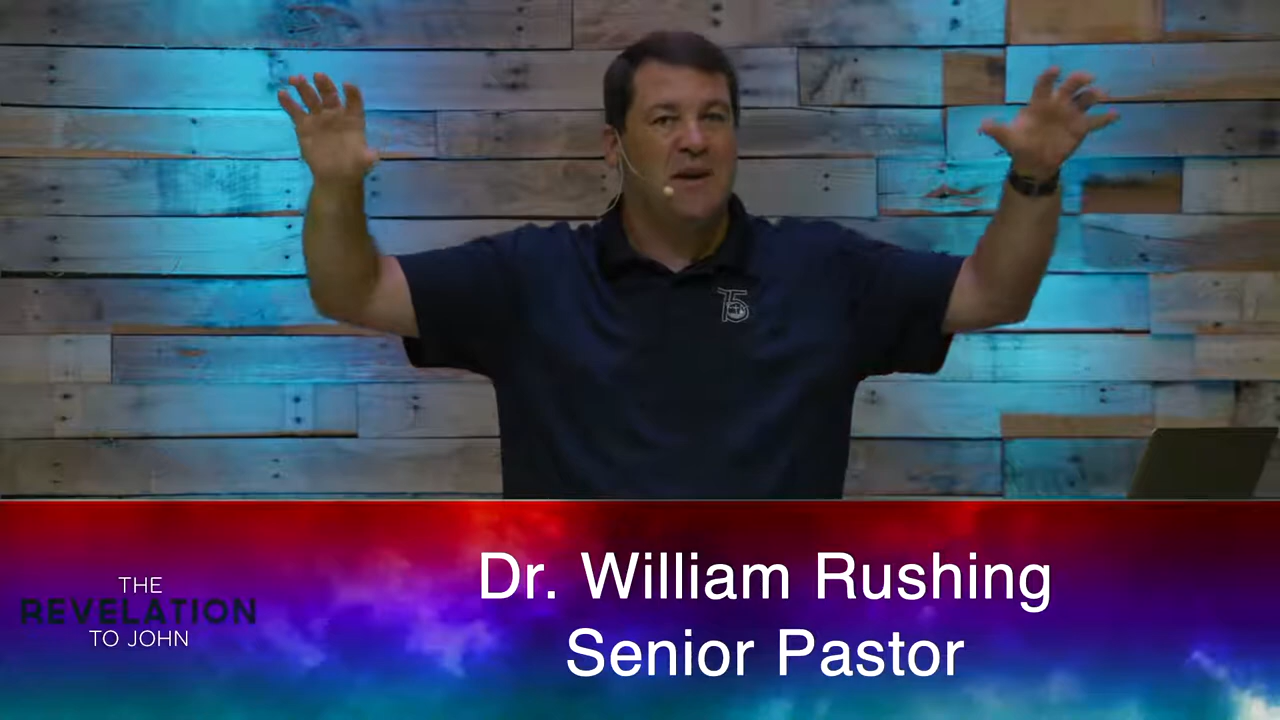 THE
REVELATION
TO JOHN
Dr. William Rushing
Senior Pastor